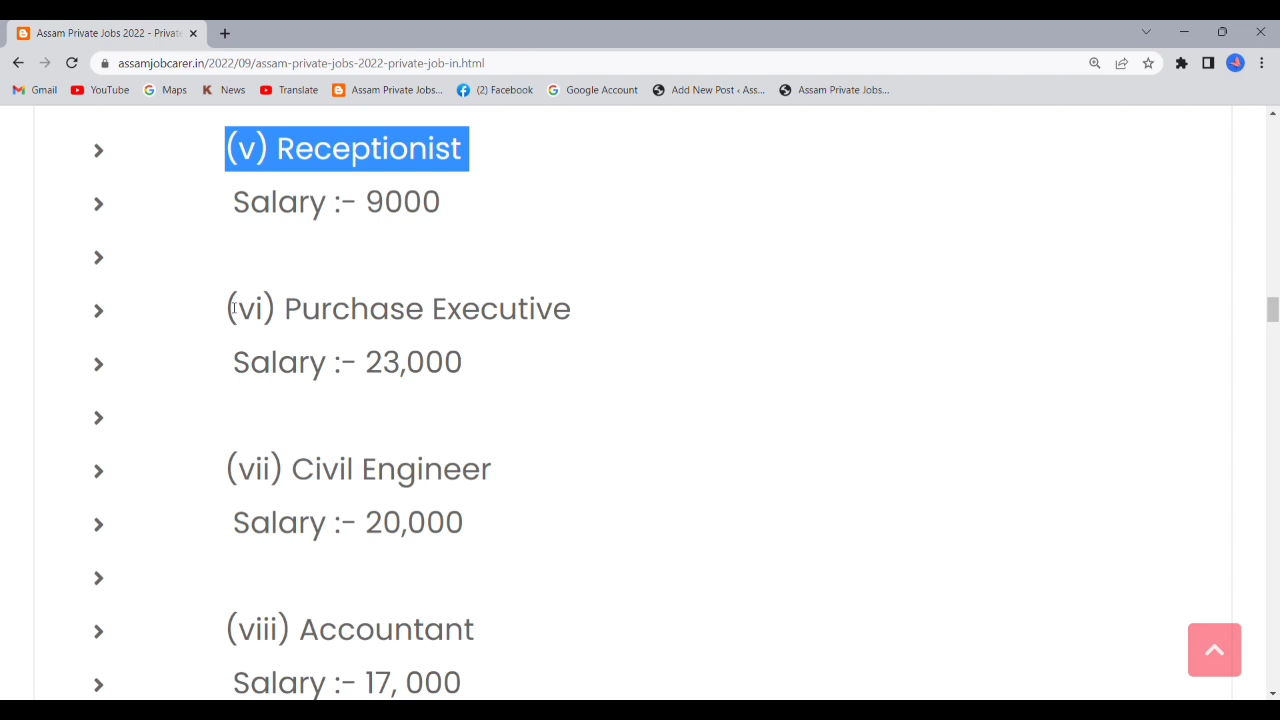 Assam Private Jobs 2022 - Privat
assamjobcarer.in/2022/09/assam-private-jobs-2022-private-job-in.html
Gmail YouTube Maps News Translate Assam Private Jobs... (2) Facebook Google Account Add New Post ‹ Ass... Assam Private Jobs...
(v) Receptionist
Salary :- 9000
(vi) Purchase Executive
Salary :- 23,000
(vii) Civil Engineer
Salary :- 20,000
(viii) Accountant
Salary :- 17, 000